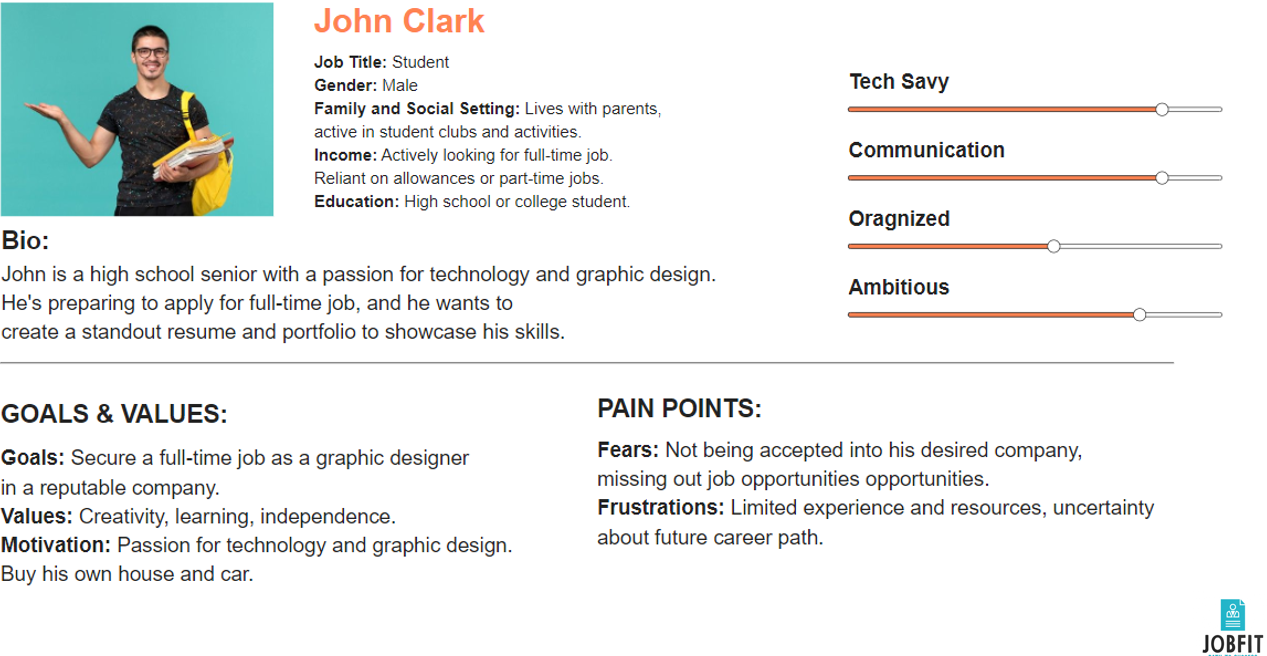 John Clark
Job Title: Student
Gender: Male
Family and Social Setting: Lives with parents,
active in student clubs and activities.
Income: Actively looking for full-time job.
Reliant on allowances or part-time jobs.
Education: High school or college student.
Tech Savy
Communication
Oragnized
Ambitious
Bio:
John is a high school senior with a passion for technology and graphic design.
He's preparing to apply for full-time job, and he wants to
create a standout resume and portfolio to showcase his skills.
GOALS & VALUES:
Goals: Secure a full-time job as a graphic designer
in a reputable company.
Values: Creativity, learning, independence.
Motivation: Passion for technology and graphic design.
Buy his own house and car.
PAIN POINTS:
Fears: Not being accepted into his desired company,
missing out job opportunities opportunities.
Frustrations: Limited experience and resources, uncertainty
about future career path.
JOBFIT